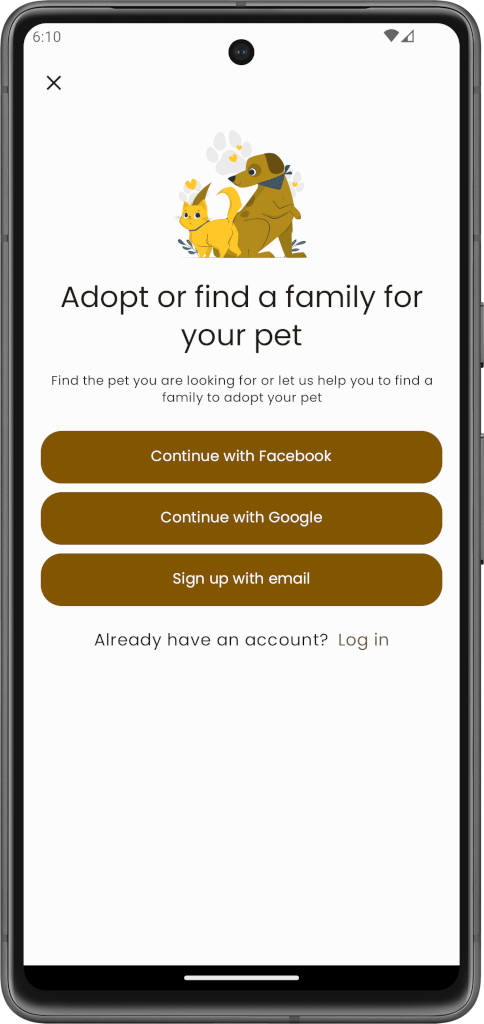 6:10
Adopt or find a family for
your pet
Find the pet you are looking for or let us help you to find a
family to adopt your pet
Continue with Facebook
Continue with Google
Sign up with email
Already have an account? Log in